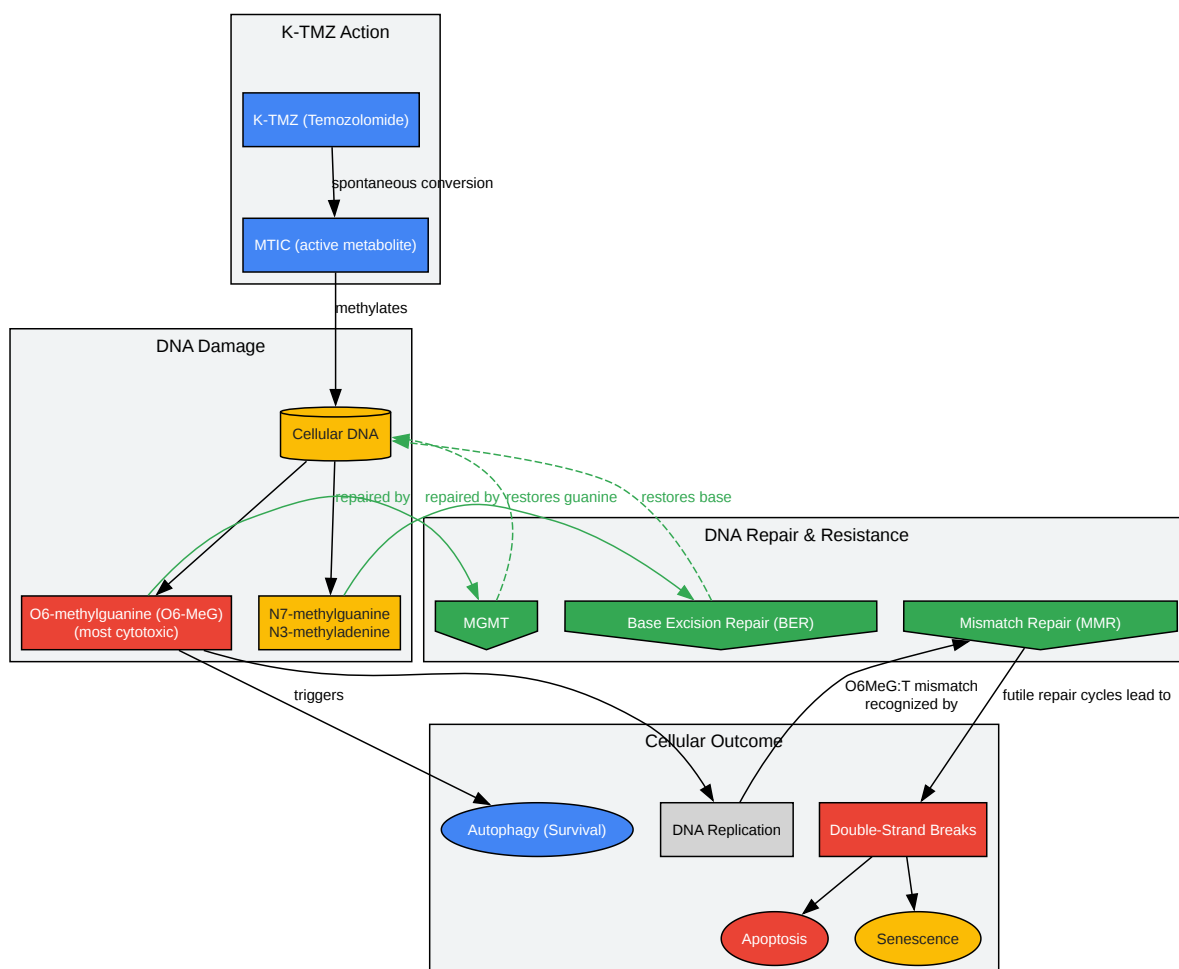 K-TMZ Action
K-TMZ (Temozolomide)
spontaneous conversion
MTIC (active metabolite)
methylates
DNA Damage
Cellular DNA
repaired by
repaired by
restores guanine
restores base
DNA Repair & Resistance
O6-methylguanine (O6-MeG)
(most cytotoxic)
N7-methylguanine
N3-methyladenine
MGMT
Base Excision Repair (BER)
Mismatch Repair (MMR)
triggers
O6MeG:T mismatch
recognized by
futile repair cycles lead to
Cellular Outcome
Autophagy (Survival)
DNA Replication
Double-Strand Breaks
Apoptosis
Senescence